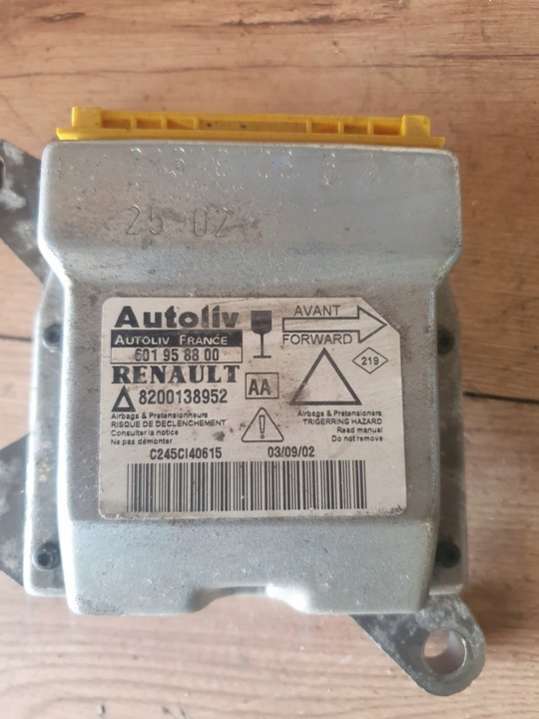 25 02
Autoliv
AUTOLIV FRANCE
601 95 88 00
RENAULT
8200138952
AA
AVANT
FORWARD
219
Airbags & Pretensionneurs
RISQUE DE DECLENCHEMENT
Consulter la notice
Ne pas démonter
Airbags & Pretensioners
TRIGERRING HAZARD
Read manual
Do not remove
C245CI40615
03/09/02